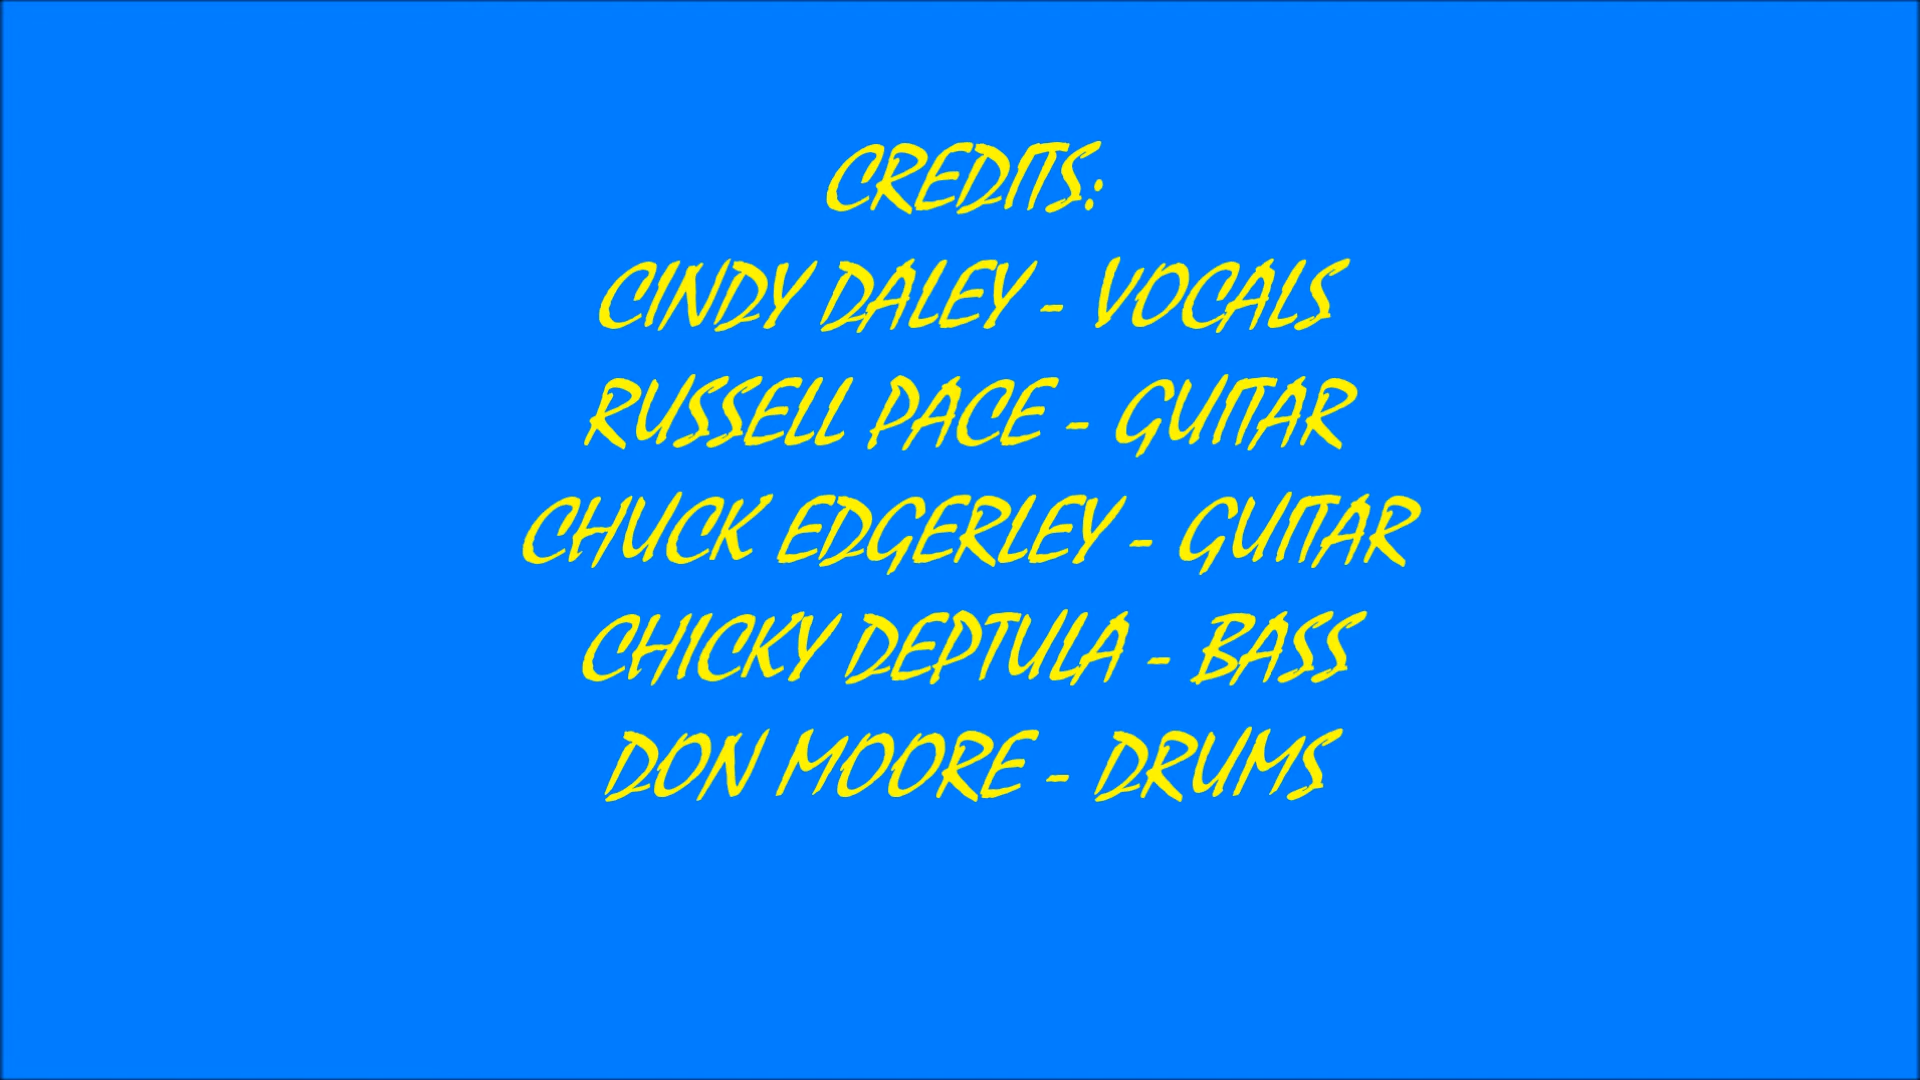 CREDITS:
CINDY DALEY - VOCALS
RUSSELL PACE - GUITAR
CHUCK EDGERLEY - GUITAR
CHICKY DEPTULA - BASS
DON MOORE - DRUMS